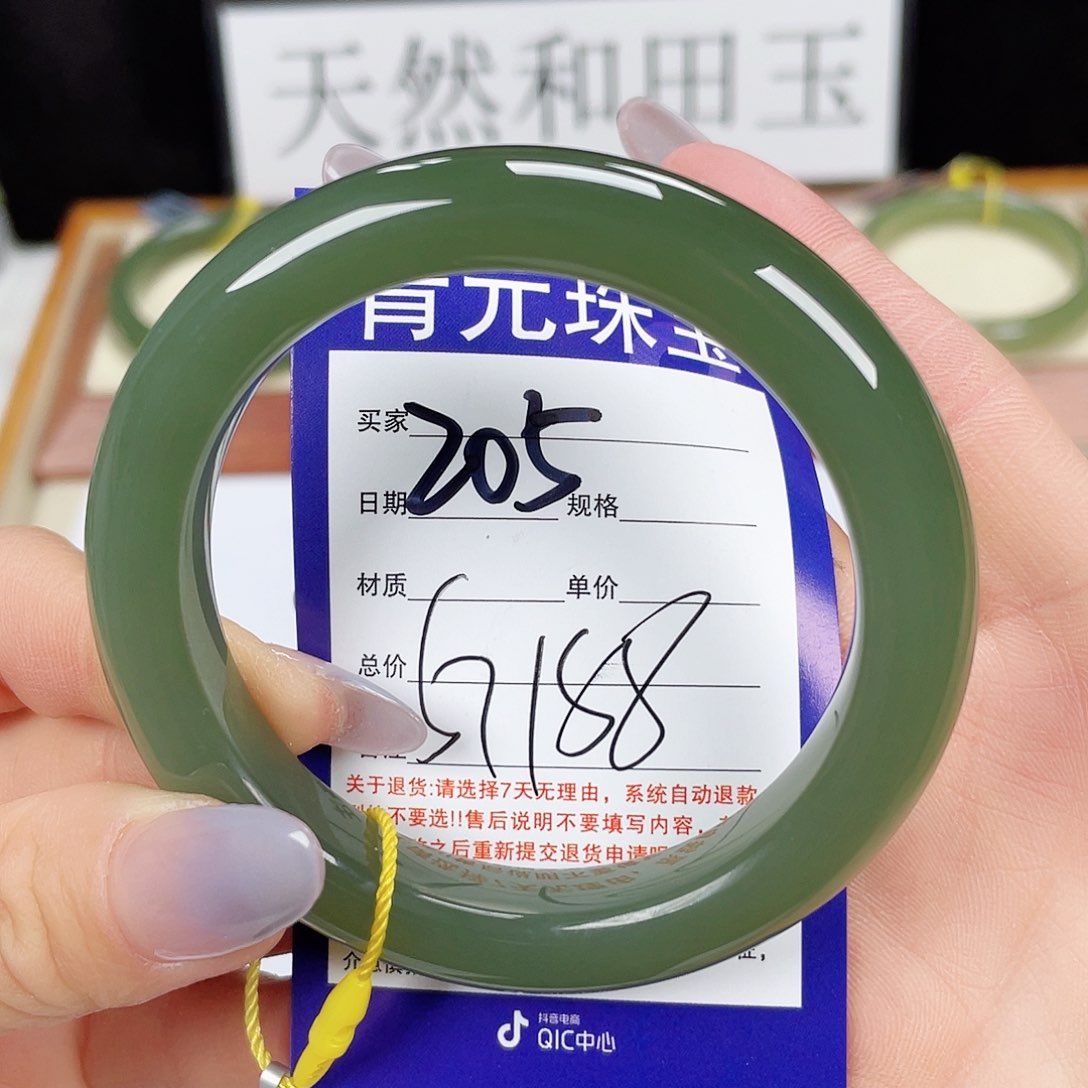 天然和田玉
元珠宝
买家 205
日期 规格
材质 单价
总价
188
关于退货:请选择7天无理由，系统自动退款
不要选!!售后说明不要填写内容，
之后重新提交退货申请
抖音电商
QIC中心